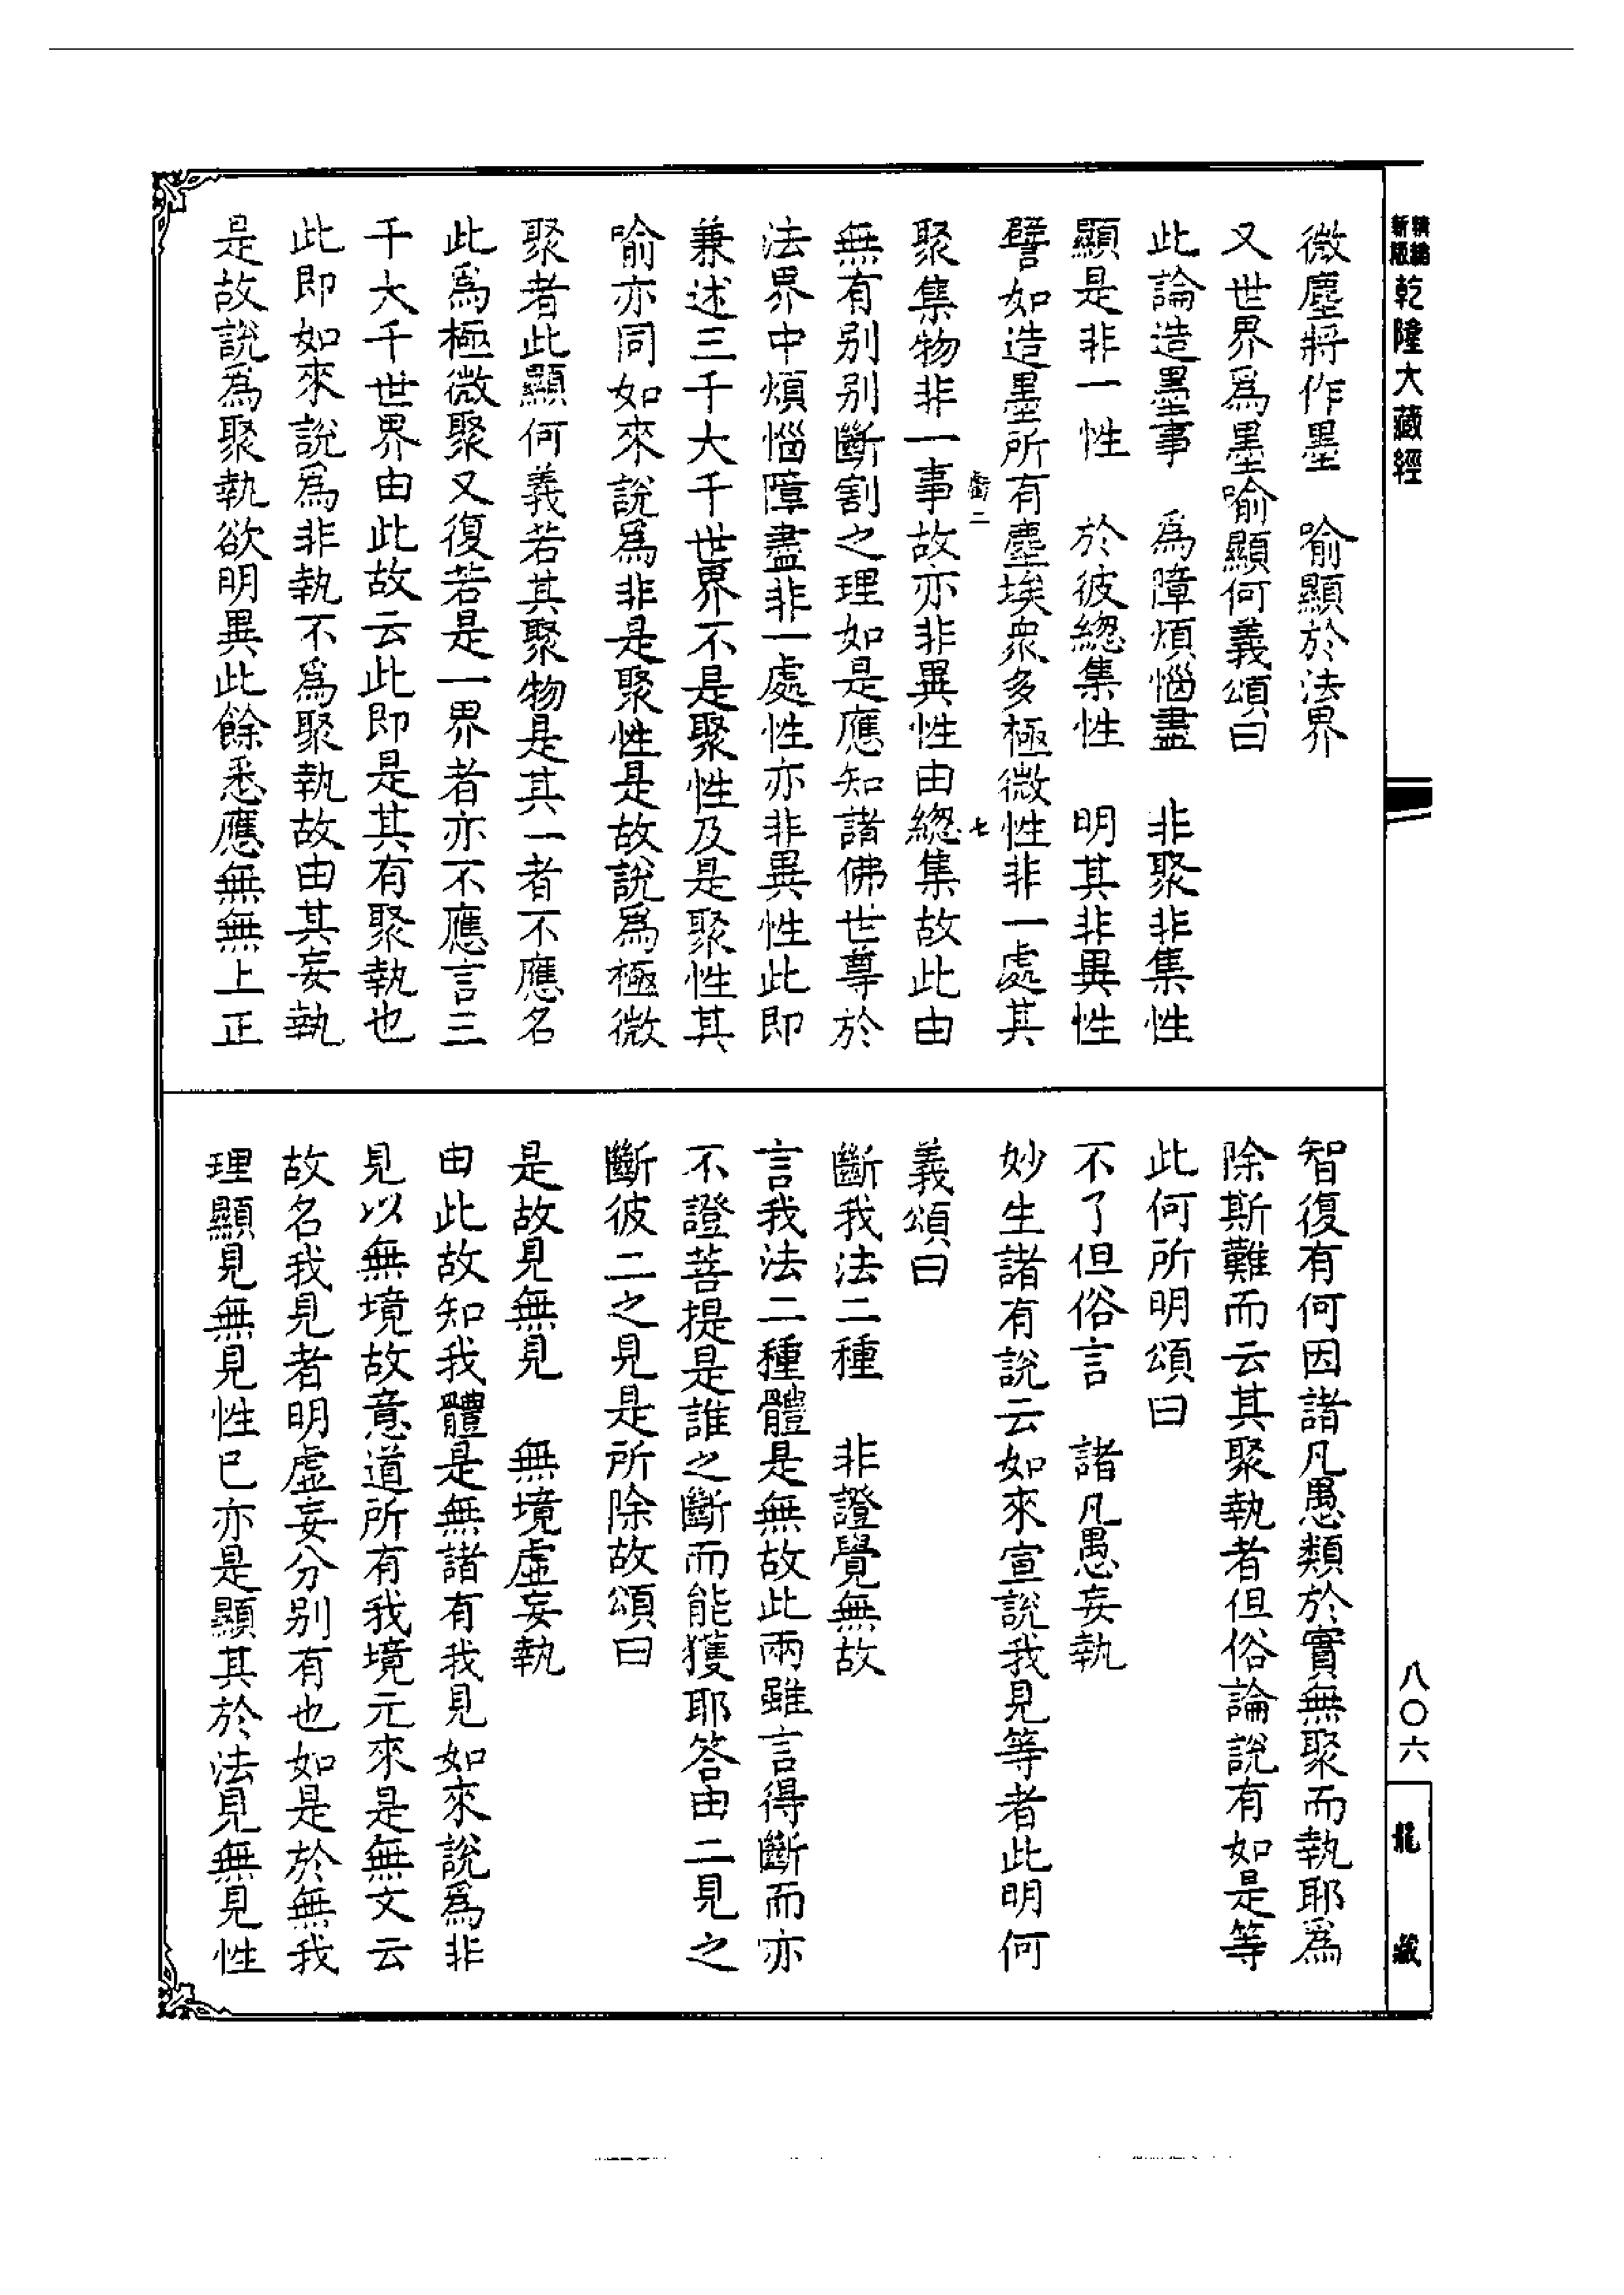 新編縮版
乾隆大藏經
微塵將作墨　喻顯於法界
又世界爲墨喻顯何義頌曰
此論造墨事　爲障煩惱盡　非聚非集性
顯是非一性　於彼總集性　明其非異性
譬如造墨所有塵埃衆多極微性非一處其
聚集物非一事故亦非異性由總集故此由
無有別別斷割之理如是應知諸佛世尊於
法界中煩惱障盡非一處性亦非異性此即
兼述三千大千世界不是聚性及是聚性其
喻亦同如來說爲非是聚性是故說爲極微
聚者此顯何義若其聚物是其一者不應名
此爲極微聚又復若是一界者亦不應言三
千大千世界由此故云此即是其有聚執也
此即如來說爲非執不爲聚執故由其妄執
是故說爲聚執欲明異此餘悉應無無上正
二
七
智復有何因諸凡愚類於實無聚而執耶爲
除斯難而云其聚執者但俗論說有如是等
此何所明頌曰
不了但俗言　諸凡愚妄執
妙生諸有說云如來宣說我見等者此明何
義頌曰
斷我法二種　非證覺無故
言我法二種體是無故此兩雖言得斷而亦
不證菩提是誰之斷而能獲耶答由二見之
斷彼二之見是所除故頌曰
是故見無見　無境虛妄執
由此故知我體是無諸有我見如來說爲非
見以無境故意道所有我境元來是無文云
故名我見者明虛妄分別有也如是於無我
理顯見無見性已亦是顯其於法見無見性
八〇六
龍藏